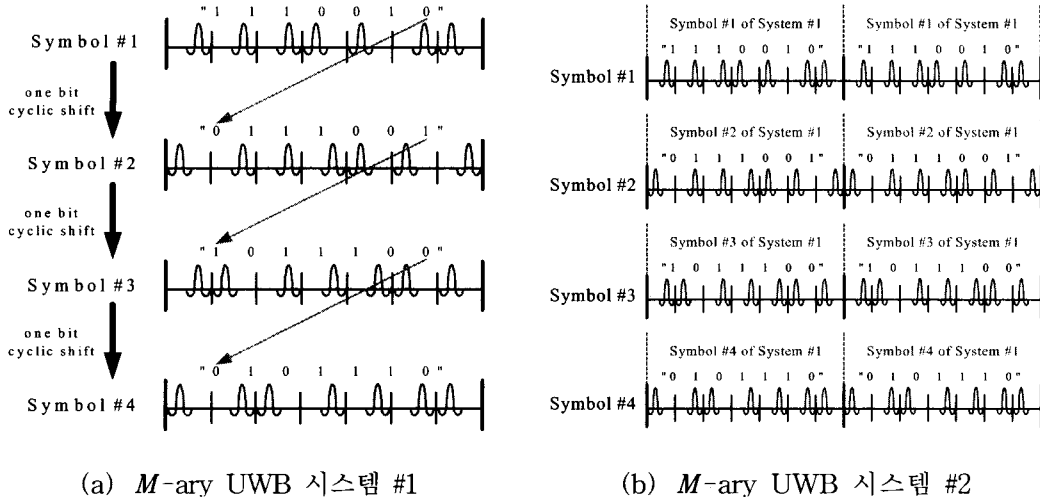 "1 1 1 0 0 1 0"
Symbol #1
one bit
cyclic shift
"0 1 1 1 0 0 1"
Symbol #2
one bit
cyclic shift
"1 0 1 1 1 0 0"
Symbol #3
one bit
cyclic shift
"0 1 0 1 1 1 0"
Symbol #4
(a) M-ary UWB 시스템 #1
Symbol #1 of System #1 Symbol #1 of System #1
"1 1 1 0 0 1 0" "1 1 1 0 0 1 0"
Symbol #1
Symbol #2 of System #1 Symbol #2 of System #1
"0 1 1 1 0 0 1" "0 1 1 1 0 0 1"
Symbol #2
Symbol #3 of System #1 Symbol #3 of System #1
"1 0 1 1 1 0 0" "1 0 1 1 1 0 0"
Symbol #3
Symbol #4 of System #1 Symbol #4 of System #1
"0 1 0 1 1 1 0" "0 1 0 1 1 1 0"
Symbol #4
(b) M-ary UWB 시스템 #2